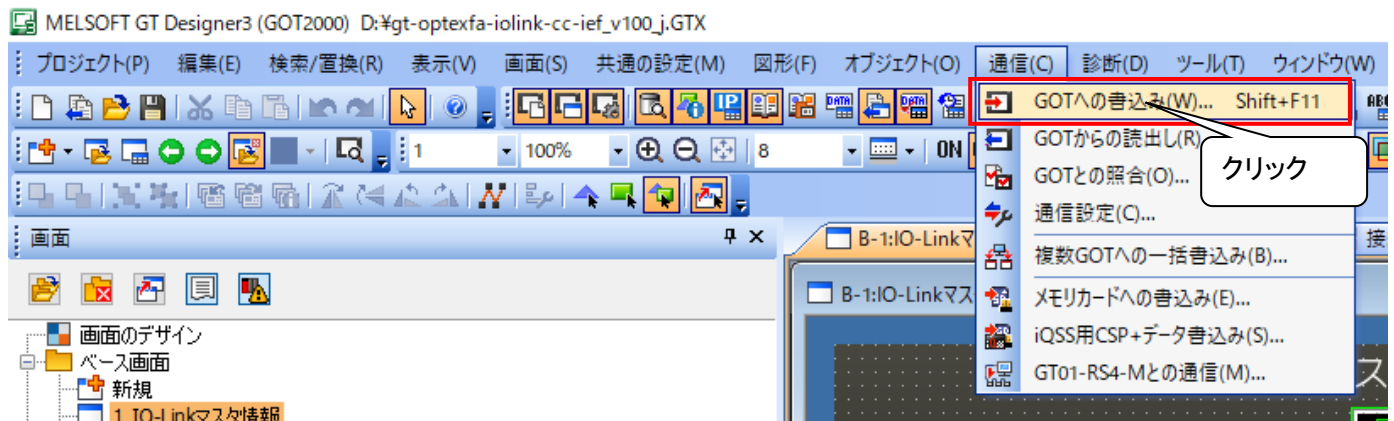 MELSOFT GT Designer3 (GOT2000) D:¥gt-optexfa-iolink-cc-ief_v100_j.GTX
プロジェクト(P) 編集(E) 検索/置換(R) 表示(V) 画面(S) 共通の設定(M) 図形(F) オブジェクト(O) 通信(C) 診断(D) ツール(T) ウィンドウ(W)
GOTへの書込み(W)... Shift+F11
1 100% 8 ON
GOTからの読出し(R)
クリック
GOTとの照合(O)...
通信設定(C)...
画面
B-1:IO-Linkマ
接
複数GOTへの一括書込み(B)...
B-1:IO-Linkマス
メモリカードへの書込み(E)...
画面のデザイン
iQSS用CSP+データ書込み(S)...
ベース画面
GT01-RS4-Mとの通信(M)...
ス
新規
1 IO-Linkマスタ情報